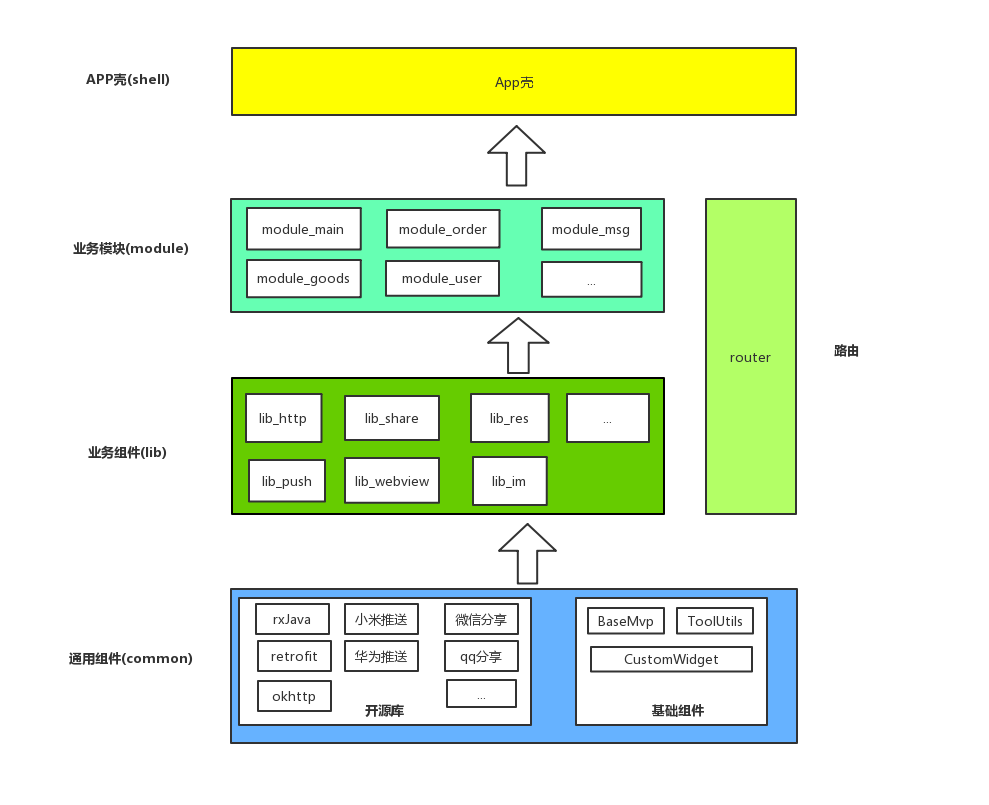 APP壳(shell)
App壳
业务模块(module)
module_main
module_order
module_msg
module_goods
module_user
...
router
路由
业务组件(lib)
lib_http
lib_share
lib_res
...
lib_push
lib_webview
lib_im
通用组件(common)
rxJava
小米推送
微信分享
retrofit
华为推送
qq分享
okhttp
...
开源库
BaseMvp
ToolUtils
CustomWidget
基础组件